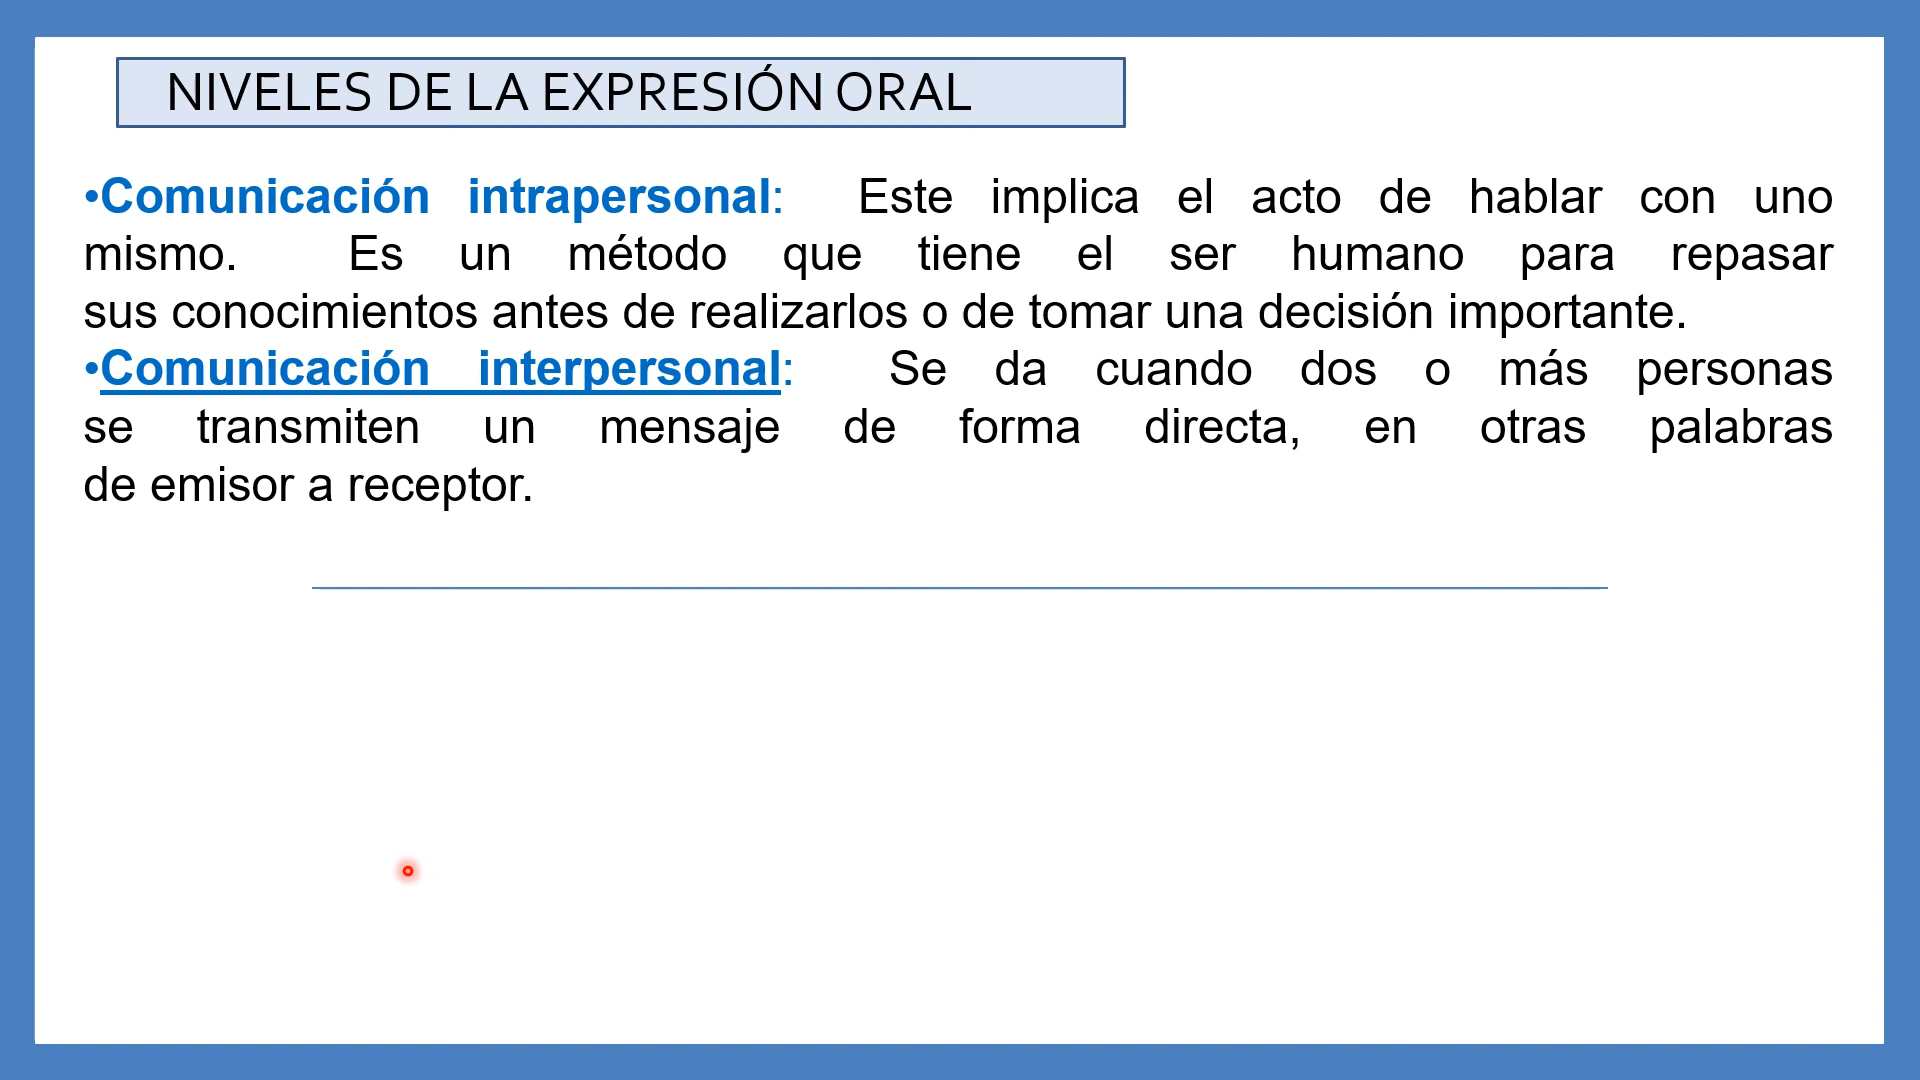 NIVELES DE LA EXPRESIÓN ORAL
•Comunicación intrapersonal: Este implica el acto de hablar con uno
mismo. Es un método que tiene el ser humano para repasar
sus conocimientos antes de realizarlos o de tomar una decisión importante.
•Comunicación interpersonal: Se da cuando dos o más personas
se transmiten un mensaje de forma directa, en otras palabras
de emisor a receptor.